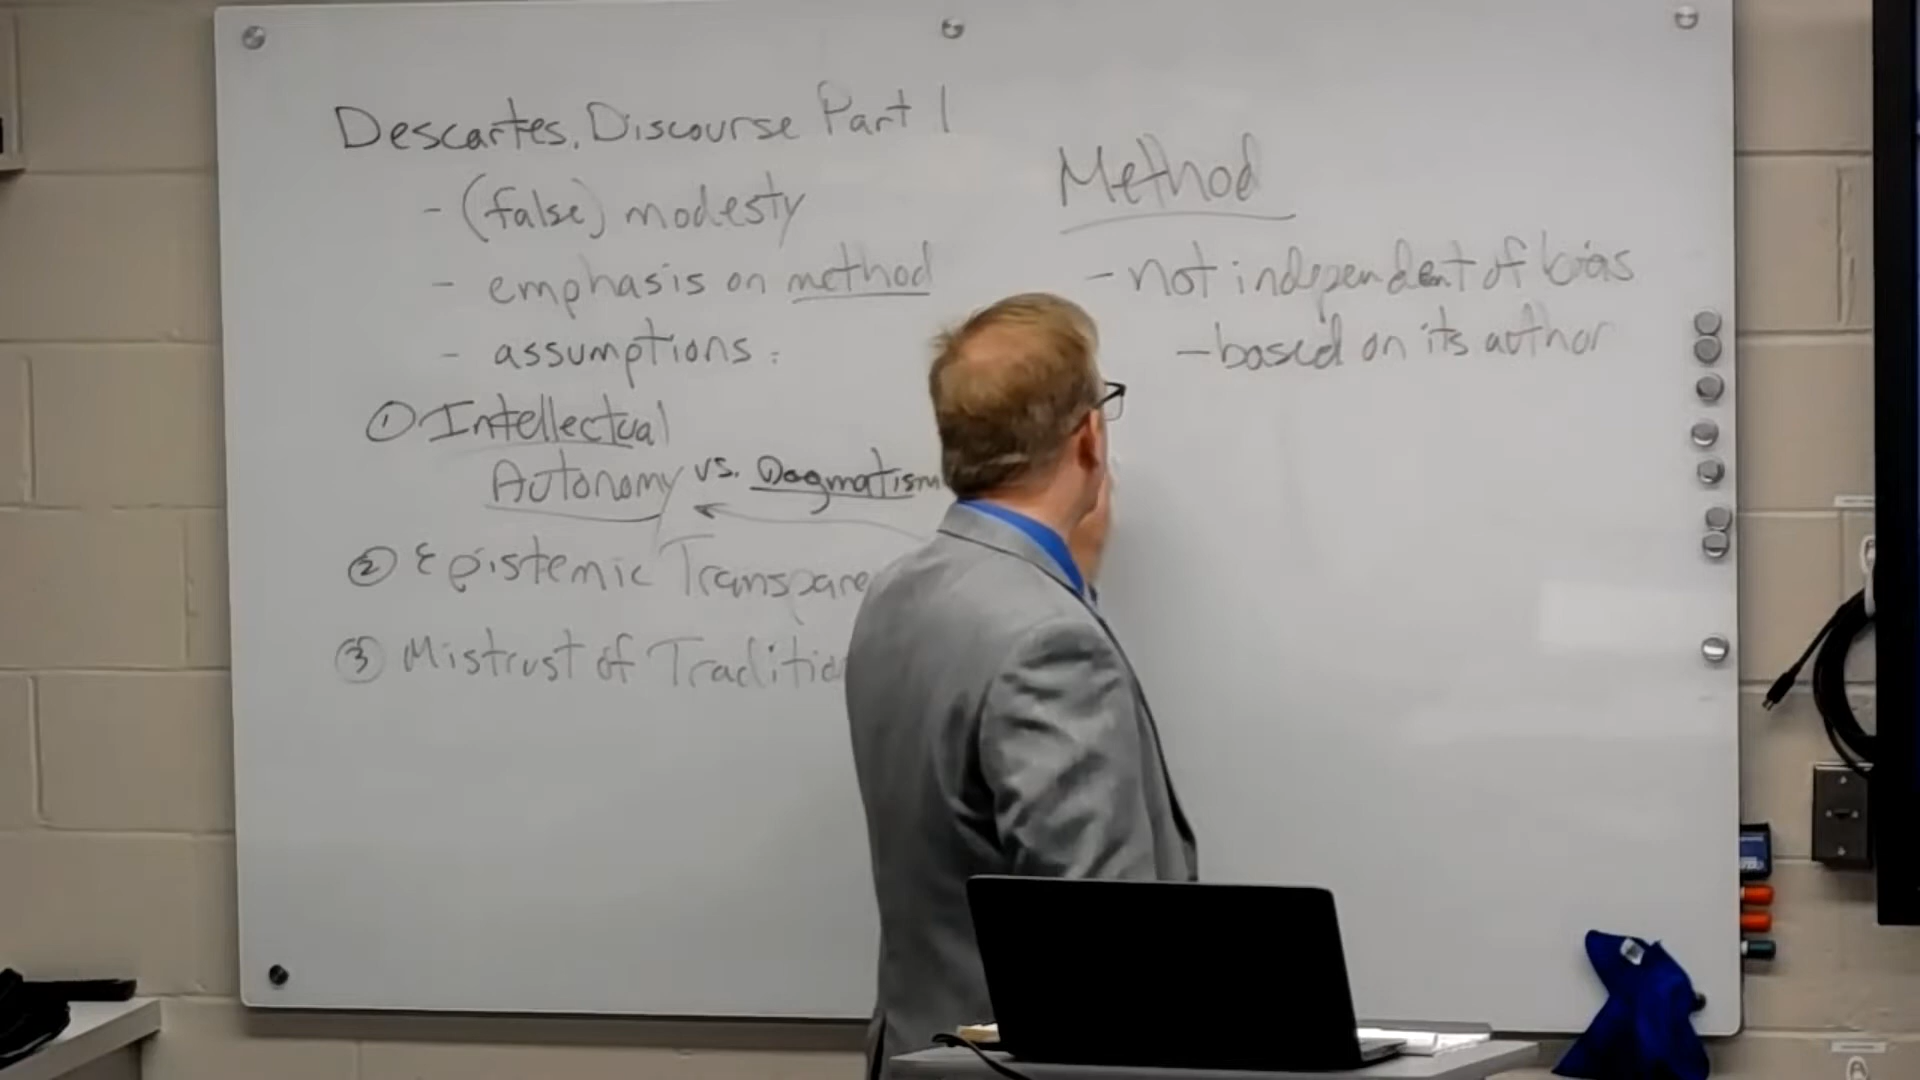 Descartes, Discourse Part 1
- (false) modesty
- emphasis on method
- assumptions:
① Intellectual
Autonomy vs. Dogmatism
② Epistemic
③ Mistrust of
Method
- not independent of bias
- based on its author